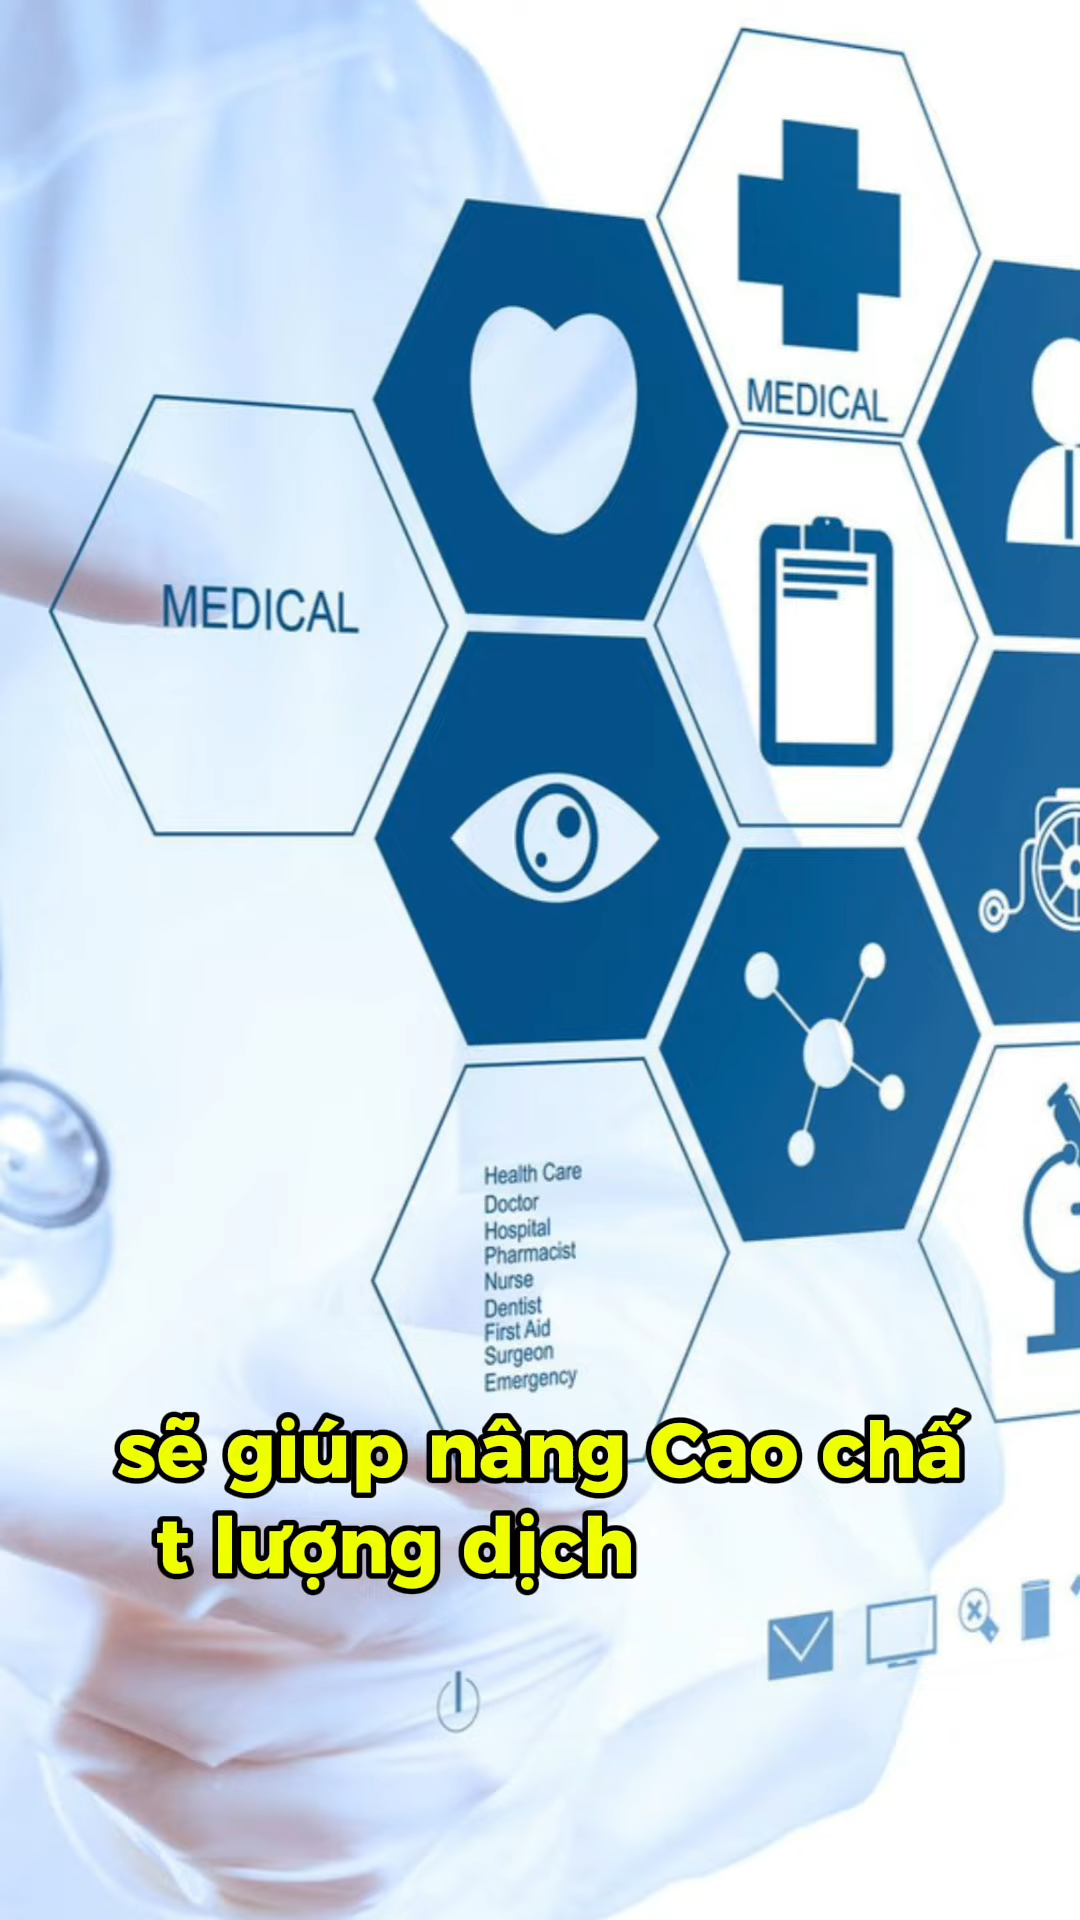 MEDICAL
MEDICAL
Health Care
Doctor
Hospital
Pharmacist
Nurse
Dentist
First Aid
Surgeon
Emergency
sẽ giúp nâng Cao chấ
t lượng dịch